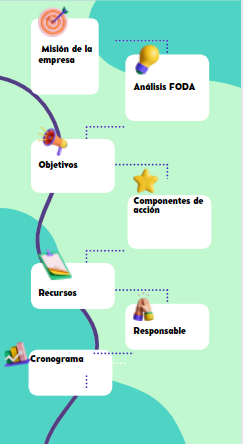 Misión de la
empresa
Análisis FODA
Objetivos
Componentes de
acción
Recursos
Responsable
Cronograma